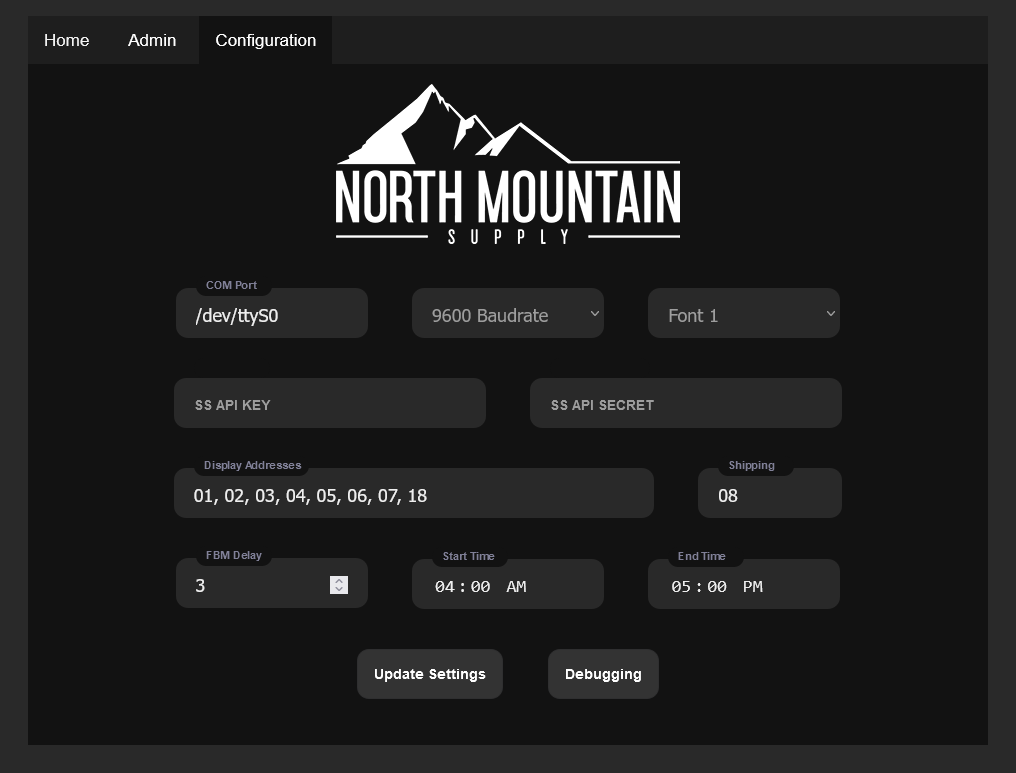 Home Admin Configuration
NORTH MOUNTAIN
SUPPLY
COM Port
/dev/ttyS0 9600 Baudrate Font 1
SS API KEY SS API SECRET
Display Addresses Shipping
01, 02, 03, 04, 05, 06, 07, 18 08
FBM Delay Start Time End Time
3 04:00 AM 05:00 PM
Update Settings Debugging